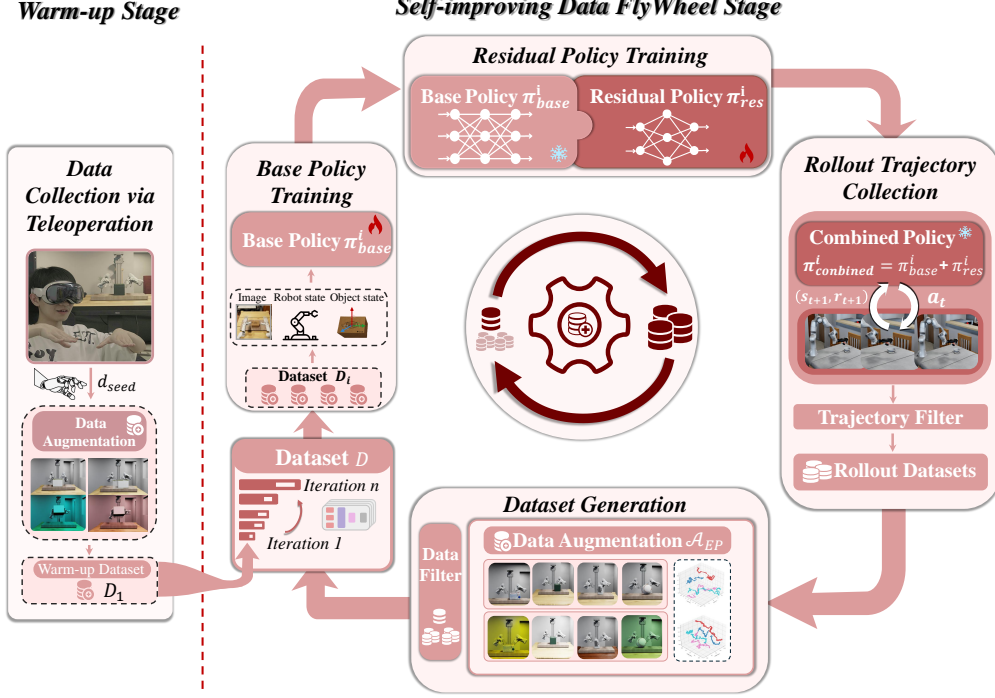 Warm-up Stage
Self-improving Data FlyWheel Stage
Data
Collection via
Teleoperation
d_seed
Data
Augmentation
Warm-up Dataset
D_1
Base Policy
Training
Base Policy π^i_base
Image
Robot state
Object state
Dataset D_i
Dataset D
Iteration n
Iteration 1
Residual Policy Training
Base Policy π^i_base
Residual Policy π^i_res
Rollout Trajectory
Collection
Combined Policy
π^i_conbined = π^i_base + π^i_res
(s_t+1, r_t+1)
a_t
Trajectory Filter
Rollout Datasets
Dataset Generation
Data
Filter
Data Augmentation 𝒜_EP